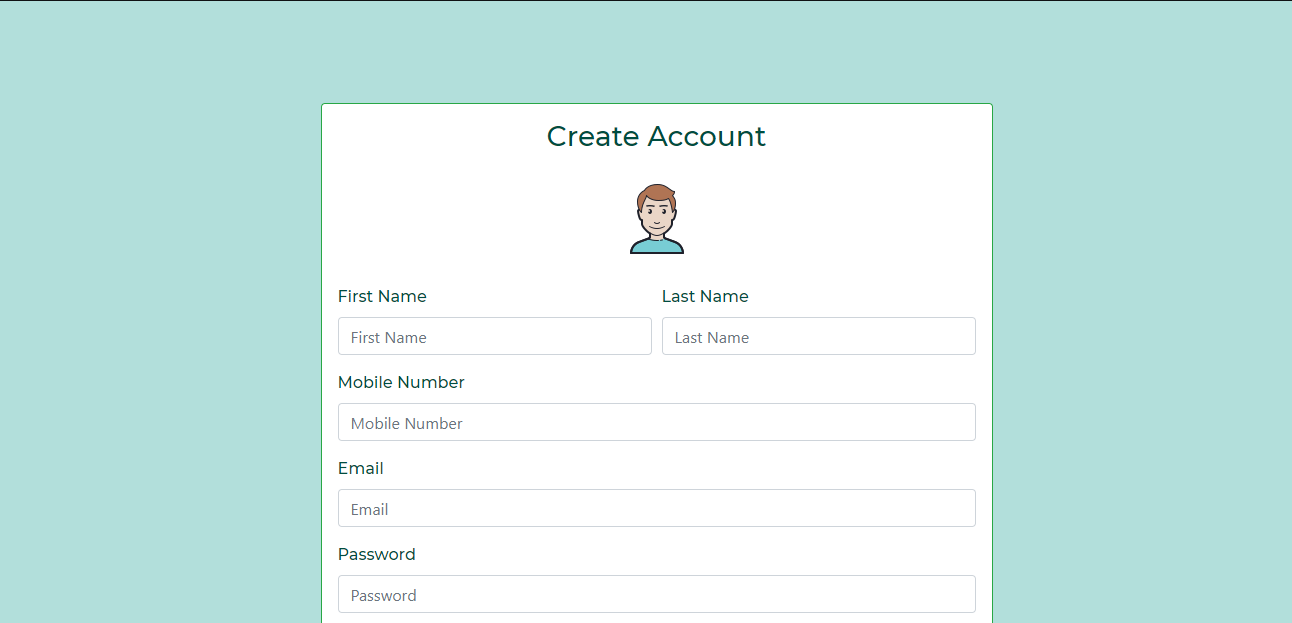 Create Account
First Name Last Name
First Name Last Name
Mobile Number
Mobile Number
Email
Email
Password
Password